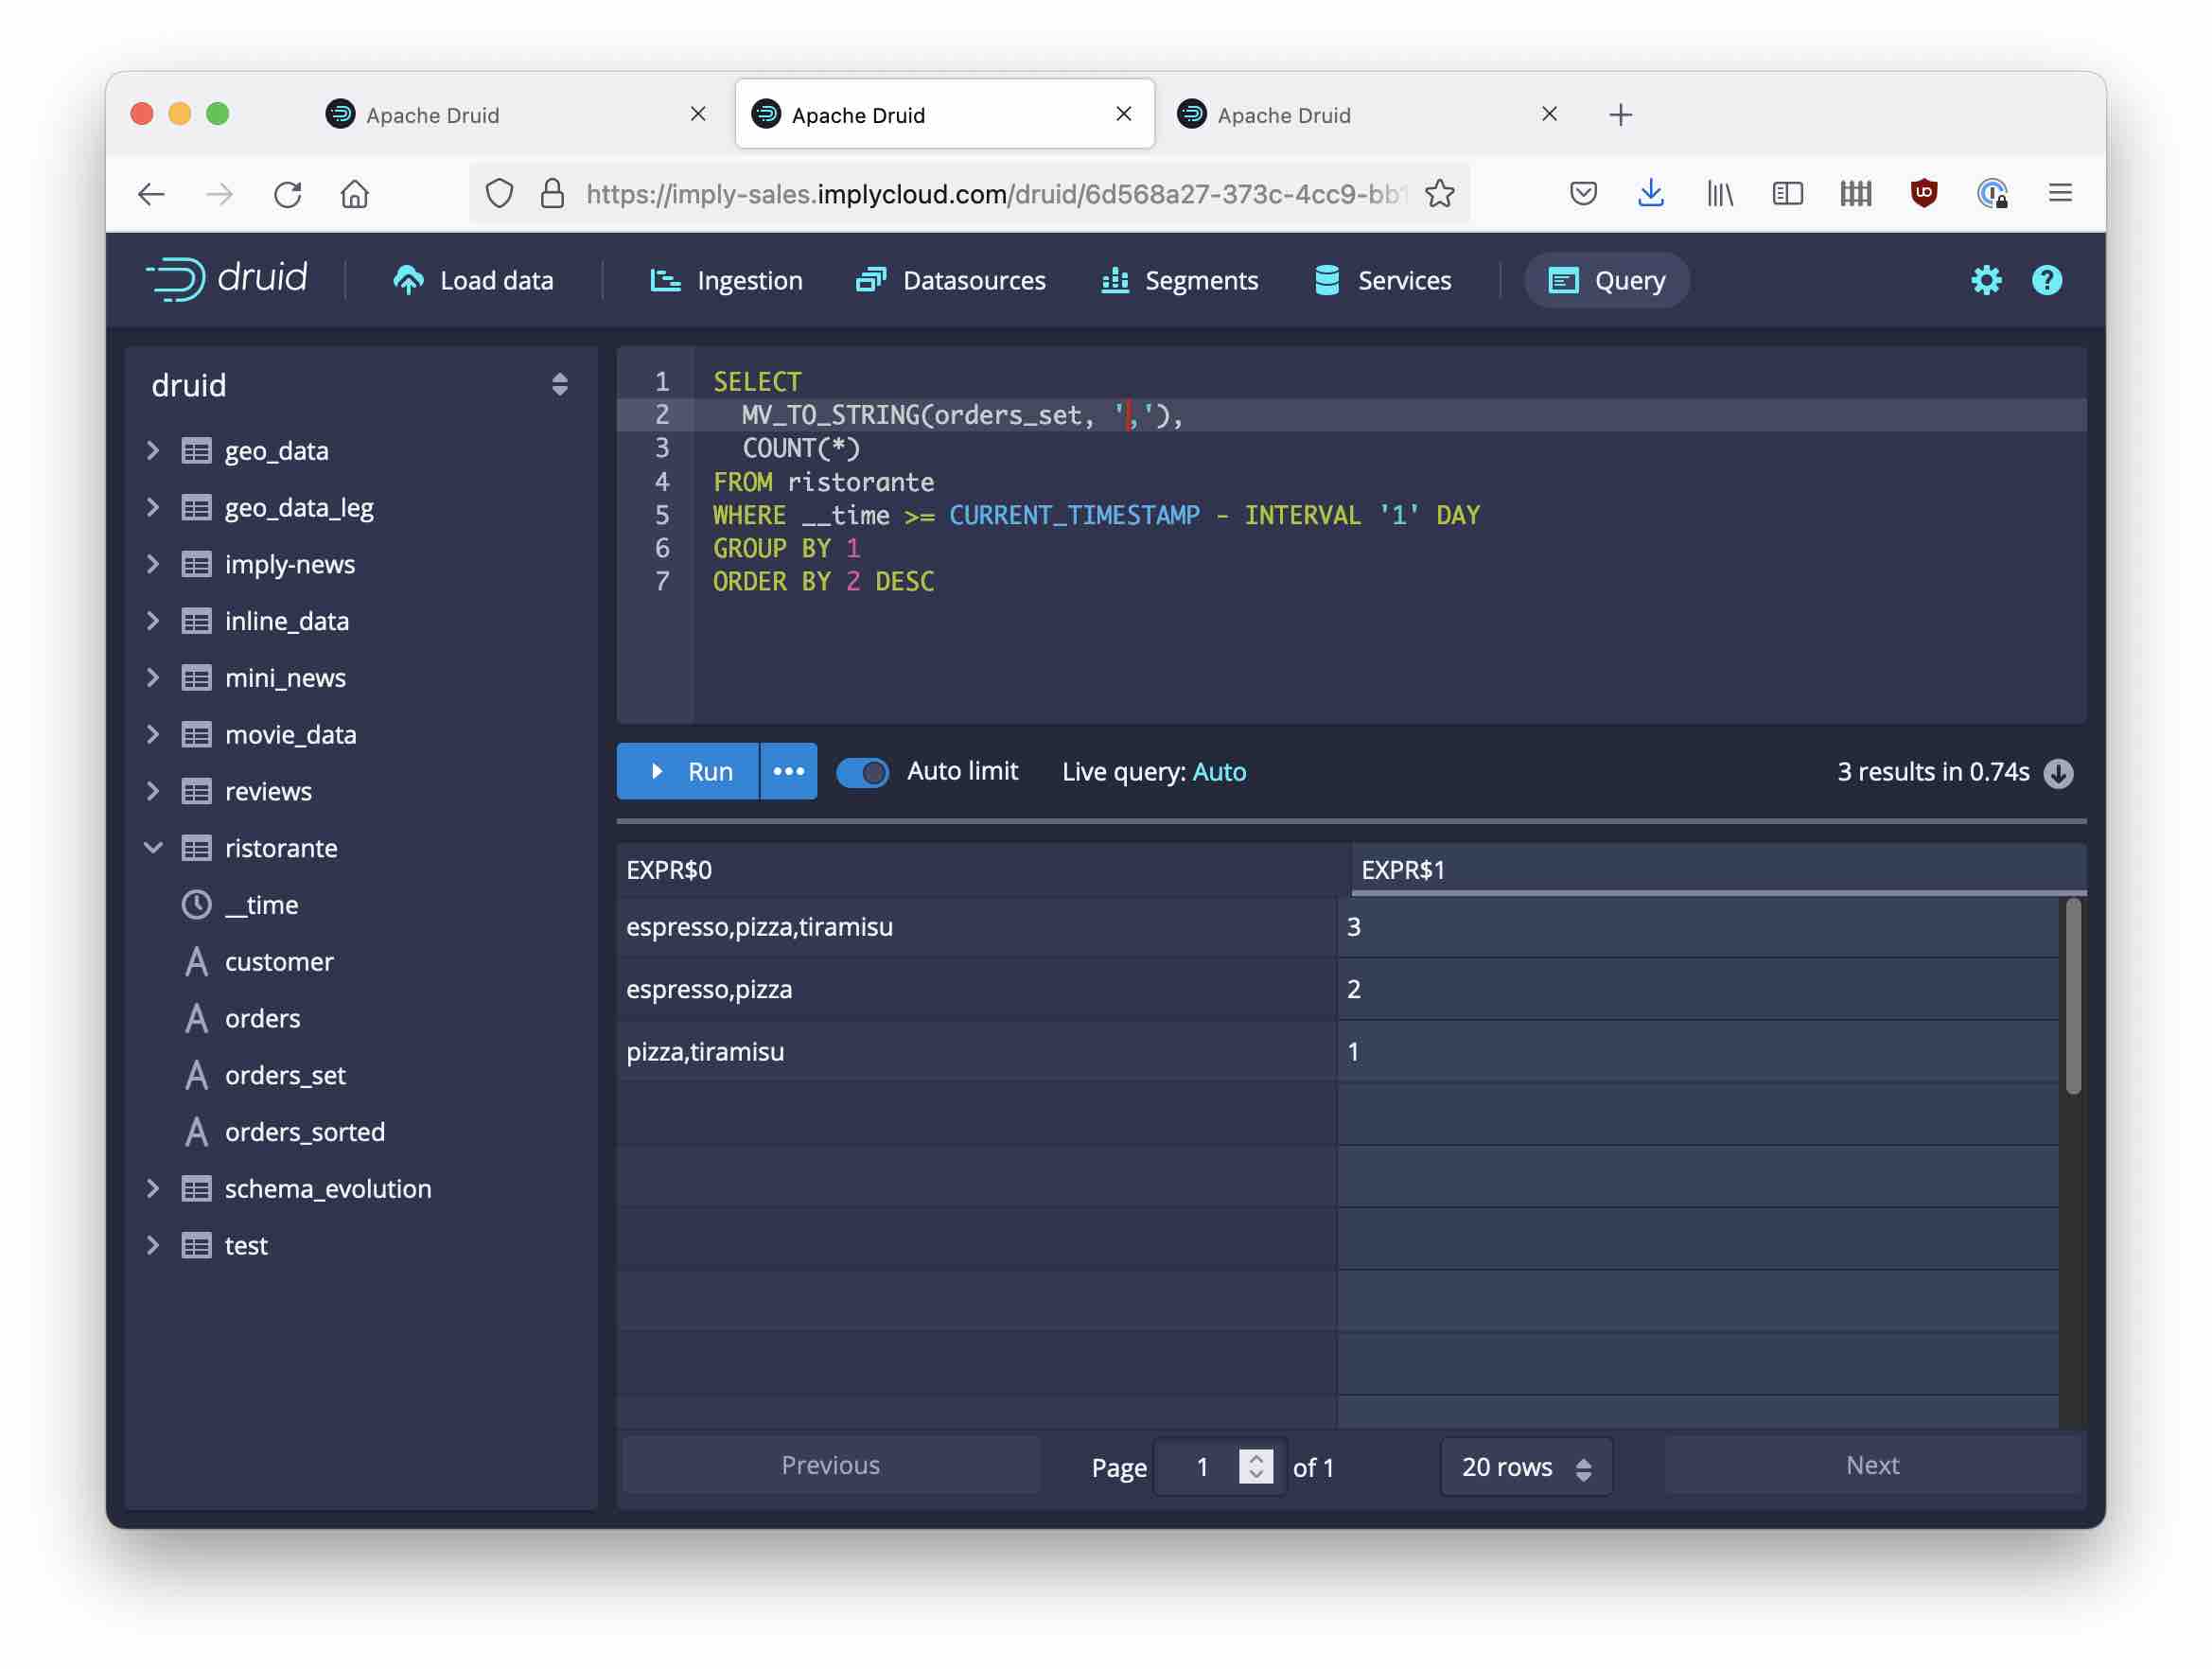 Apache Druid
Apache Druid
Apache Druid
https://imply-sales.implycloud.com/druid/6d568a27-373c-4cc9-bb
druid
Load data
Ingestion
Datasources
Segments
Services
Query
druid
geo_data
geo_data_leg
imply-news
inline_data
mini_news
movie_data
reviews
ristorante
__time
customer
orders
orders_set
orders_sorted
schema_evolution
test
1 SELECT
2 MV_TO_STRING(orders_set, ','),
3 COUNT(*)
4 FROM ristorante
5 WHERE __time >= CURRENT_TIMESTAMP - INTERVAL '1' DAY
6 GROUP BY 1
7 ORDER BY 2 DESC
Run
Auto limit
Live query: Auto
3 results in 0.74s
EXPR$0 EXPR$1
espresso,pizza,tiramisu 3
espresso,pizza 2
pizza,tiramisu 1
Previous
Page 1 of 1
20 rows
Next